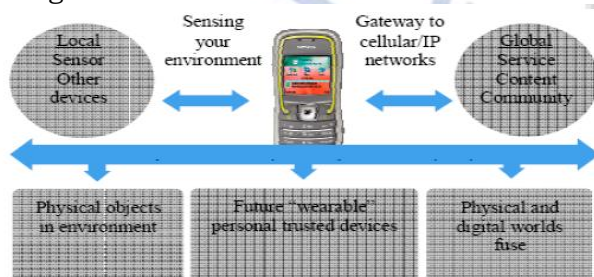 Local
Sensor
Other
devices
Sensing
your
environment
Gateway to
cellular/IP
networks
Global
Service
Content
Community
Physical objects
in environment
Future "wearable"
personal trusted devices
Physical and
digital worlds
fuse